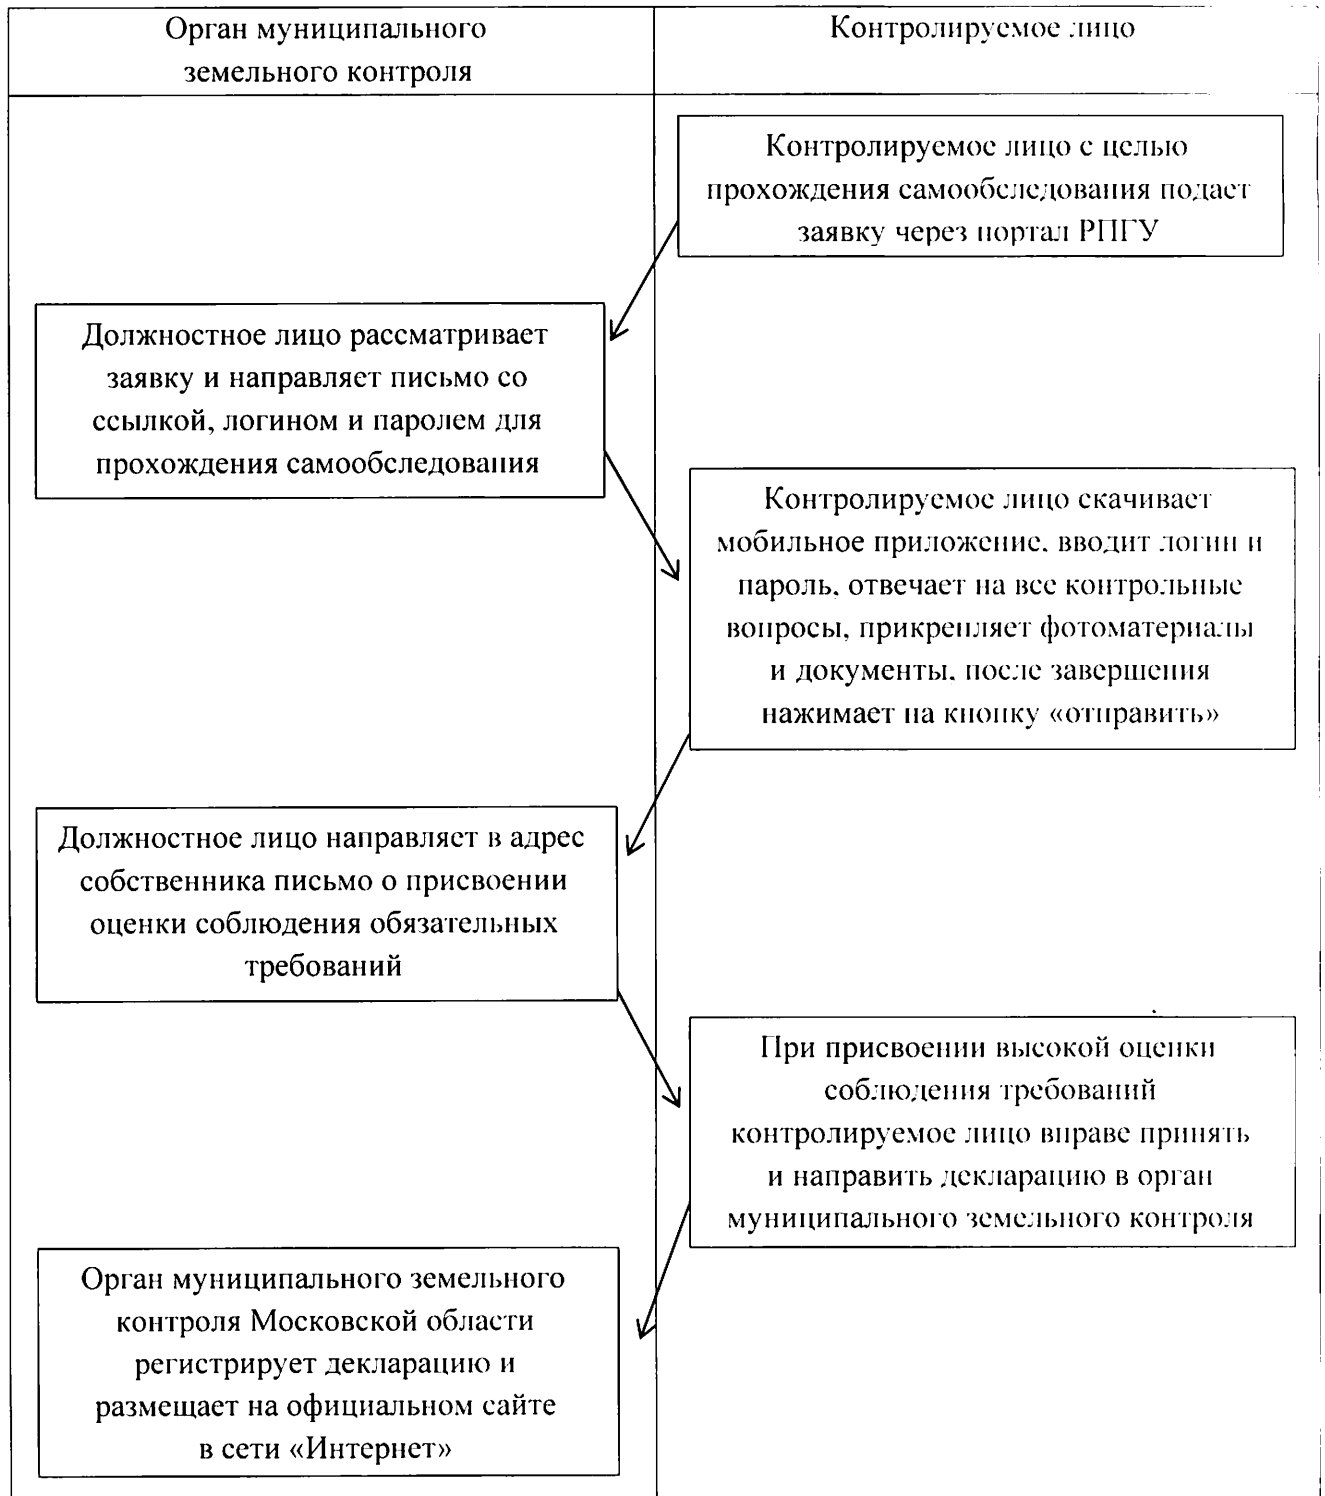 Орган муниципального
земельного контроля
Контролируемое лицо
Контролируемое лицо с целью
прохождения самообследования подает
заявку через портал РПГУ
Должностное лицо рассматривает
заявку и направляет письмо со
ссылкой, логином и паролем для
прохождения самообследования
Контролируемое лицо скачивает
мобильное приложение, вводит логин и
пароль, отвечает на все контрольные
вопросы, прикрепляет фотоматериалы
и документы, после завершения
нажимает на кнопку «отправить»
Должностное лицо направляет в адрес
собственника письмо о присвоении
оценки соблюдения обязательных
требований
При присвоении высокой оценки
соблюдения требований
контролируемое лицо вправе принять
и направить декларацию в орган
муниципального земельного контроля
Орган муниципального земельного
контроля Московской области
регистрирует декларацию и
размещает на официальном сайте
в сети «Интернет»